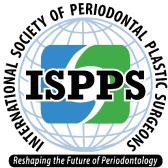 INTERNATIONAL SOCIETY OF PERIODONTAL PLASTIC SURGEONS
ISPPS
Reshaping the Future of Periodontology